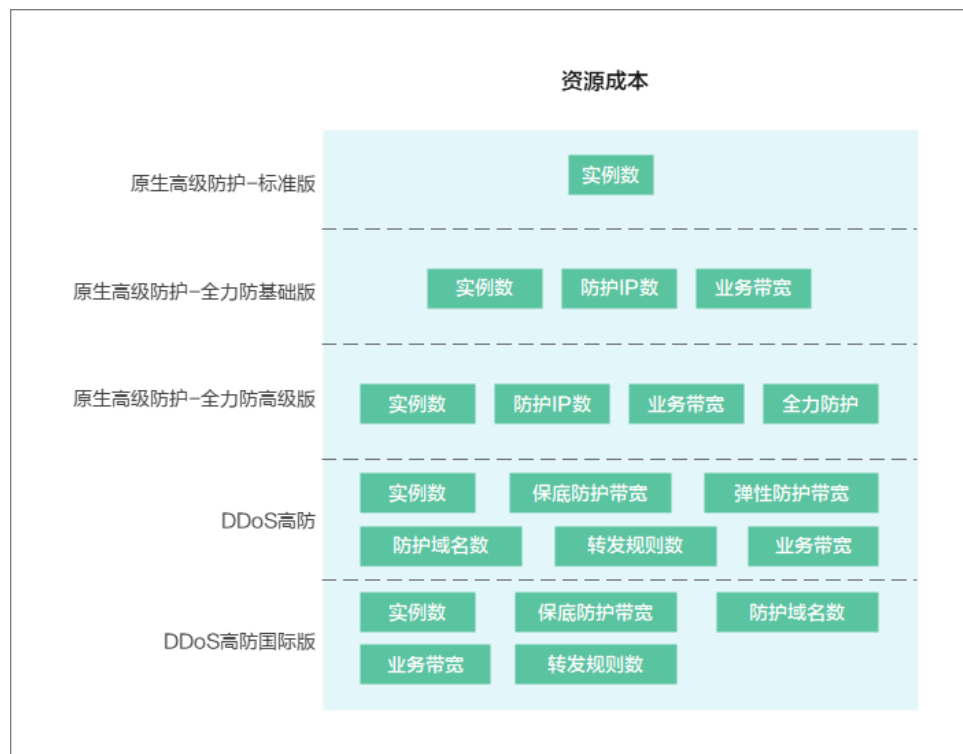 资源成本
原生高级防护-标准版
实例数
原生高级防护-全力防基础版
实例数 防护IP数 业务带宽
原生高级防护-全力防高级版
实例数 防护IP数 业务带宽 全力防护
DDoS高防
实例数 保底防护带宽 弹性防护带宽
防护域名数 转发规则数 业务带宽
DDoS高防国际版
实例数 保底防护带宽 防护域名数
业务带宽 转发规则数